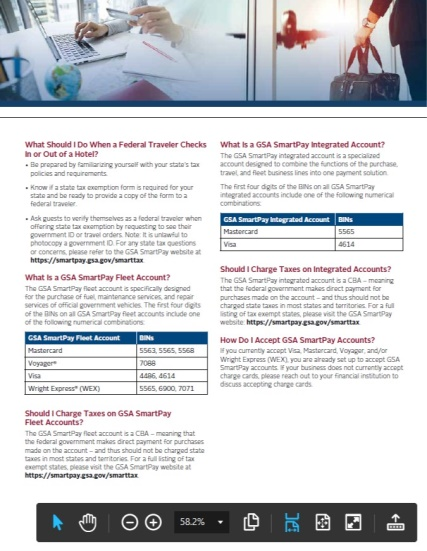 What Should I Do When a Federal Traveler Checks
In or Out of a Hotel?
• Be prepared by familiarizing yourself with your state's tax
policies and requirements.
• Know if a state tax exemption form is required for your
state and be ready to provide a copy of the form to a
federal traveler.
• Ask guests to verify themselves as a federal traveler when
offering state tax exemption by requesting to see their
government ID or travel orders. Note: It is unlawful to
photocopy a government ID. For any state tax questions
or concerns, please refer to the GSA SmartPay website at
https://smartpay.gsa.gov/smarttax.
What Is a GSA SmartPay Fleet Account?
The GSA SmartPay fleet account is specifically designed
for the purchase of fuel, maintenance services, and repair
services of official government vehicles. The first four digits
of the BINs on all GSA SmartPay fleet accounts include one
of the following numerical combinations:
GSA SmartPay Fleet Account BINs
Mastercard 5563, 5565, 5568
Voyager® 7088
Visa 4486, 4614
Wright Express® (WEX) 5565, 6900, 7071
Should I Charge Taxes on GSA SmartPay
Fleet Accounts?
The GSA SmartPay fleet account is a CBA – meaning that
the federal government makes direct payment for purchases
made on the account – and thus should not be charged state
taxes in most states and territories. For a full listing of tax
exempt states, please visit the GSA SmartPay website at
https://smartpay.gsa.gov/smarttax.
What Is a GSA SmartPay Integrated Account?
The GSA SmartPay integrated account is a specialized
account designed to combine the functions of the purchase,
travel, and fleet business lines into one payment solution.
The first four digits of the BINs on all GSA SmartPay
integrated accounts include one of the following numerical
combinations:
GSA SmartPay Integrated Account BINs
Mastercard 5565
Visa 4614
Should I Charge Taxes on Integrated Accounts?
The GSA SmartPay integrated account is a CBA – meaning
that the federal government makes direct payment for
purchases made on the account – and thus should not be
charged state taxes in most states and territories. For a full
listing of tax exempt states, please visit the GSA SmartPay
website: https://smartpay.gsa.gov/smarttax.
How Do I Accept GSA SmartPay Accounts?
If you currently accept Visa, Mastercard, Voyager, and/or
Wright Express (WEX), you are already set up to accept GSA
SmartPay accounts. If your business does not currently accept
charge cards, please reach out to your financial institution to
discuss accepting charge cards.
58.2%